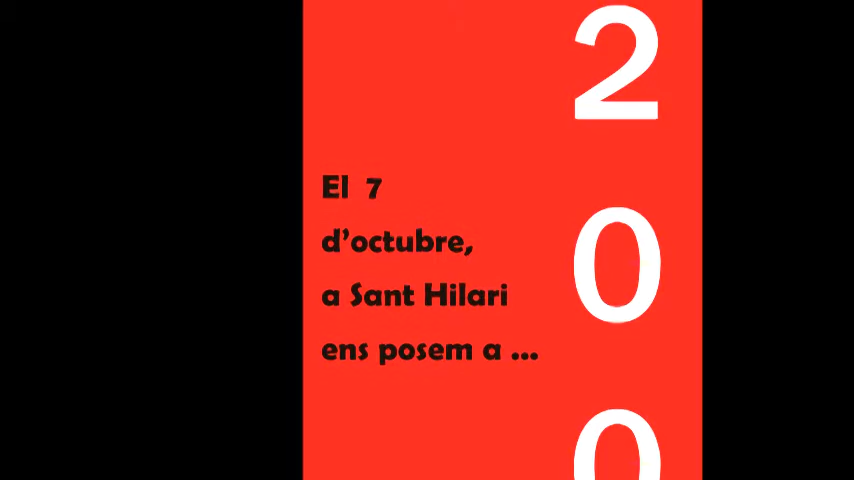 El 7
d’octubre,
a Sant Hilari
ens posem a ...
2
0
0